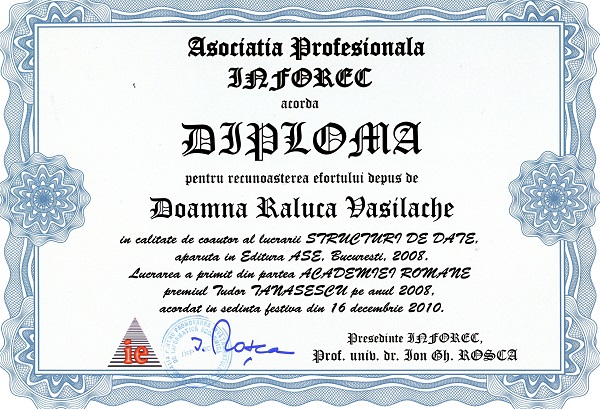 Asociatia Profesionala
INFOREC
acorda
DIPLOMA
pentru recunoasterea efortului depus de
Doamna Raluca Vasilache
in calitate de coautor al lucrarii STRUCTURI DE DATE,
aparuta in Editura ASE, Bucuresti, 2008.
Lucrarea a primit din partea ACADEMIEI ROMANE
premiul Tudor TANASESCU pe anul 2008,
acordat in sedinta festiva din 16 decembrie 2010.
ie
I. Roșca
Presedinte INFOREC,
Prof. univ. dr. Ion Gh. ROSCA